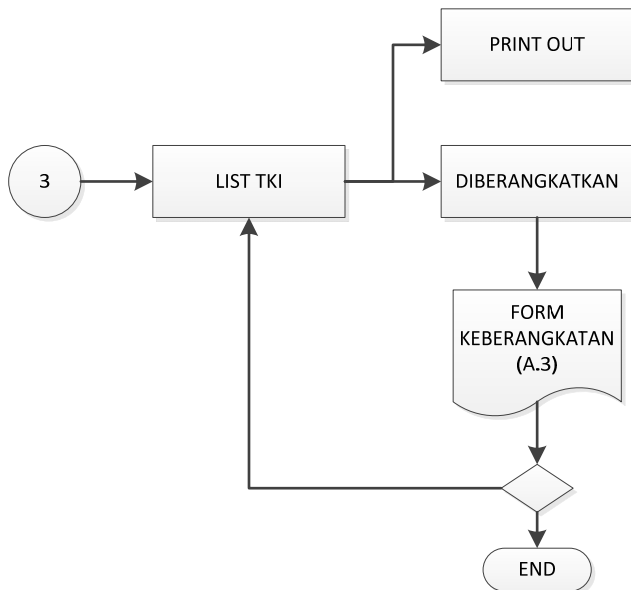 PRINT OUT
3
LIST TKI
DIBERANGKATKAN
FORM
KEBERANGKATAN
(A.3)
END